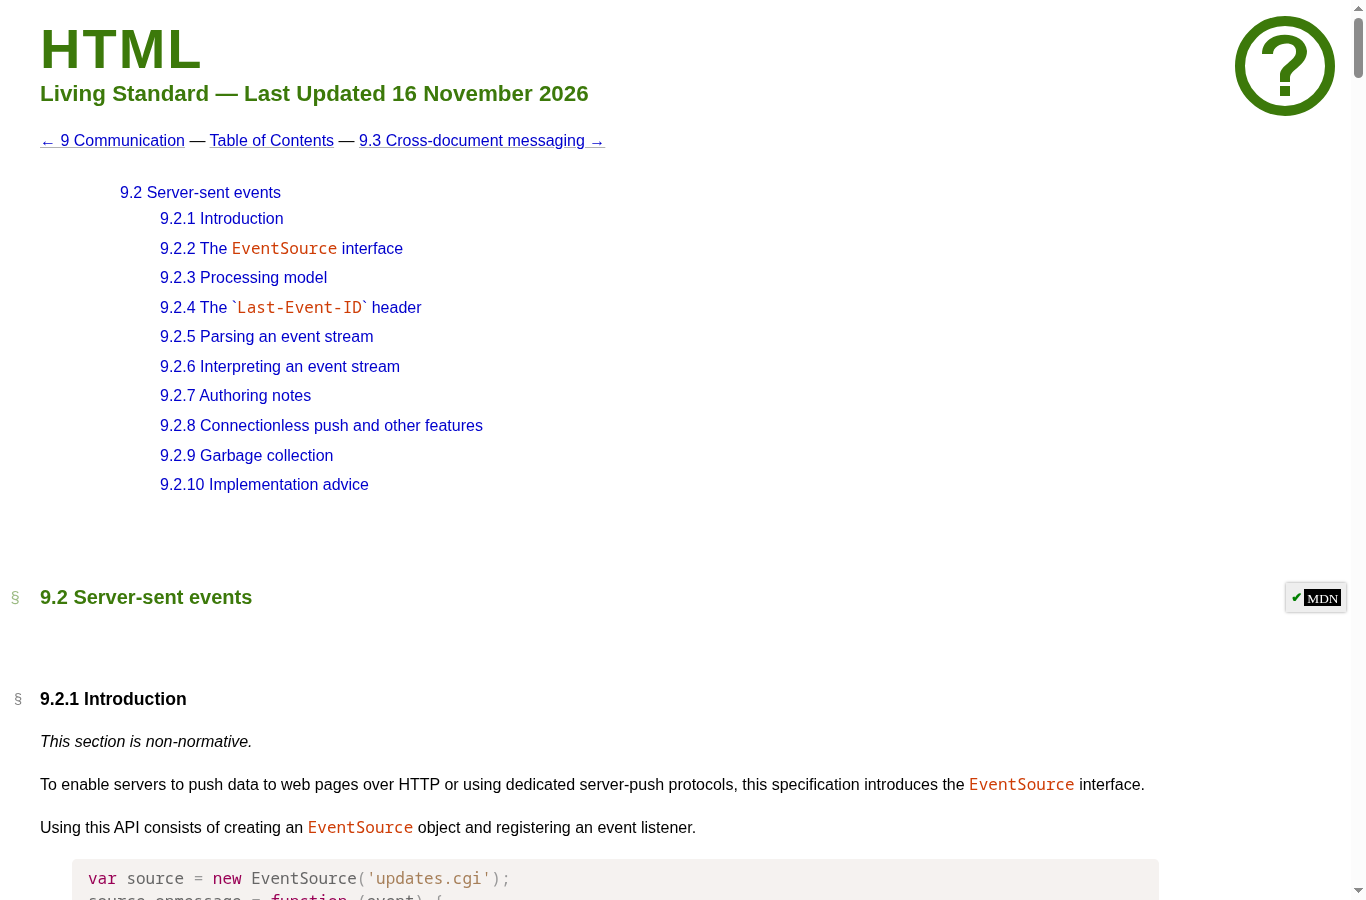 HTML
Living Standard — Last Updated 16 November 2026
?
← 9 Communication — Table of Contents — 9.3 Cross-document messaging →
9.2 Server-sent events
9.2.1 Introduction
9.2.2 The EventSource interface
9.2.3 Processing model
9.2.4 The `Last-Event-ID` header
9.2.5 Parsing an event stream
9.2.6 Interpreting an event stream
9.2.7 Authoring notes
9.2.8 Connectionless push and other features
9.2.9 Garbage collection
9.2.10 Implementation advice
§ 9.2 Server-sent events
✔ MDN
§ 9.2.1 Introduction
This section is non-normative.
To enable servers to push data to web pages over HTTP or using dedicated server-push protocols, this specification introduces the EventSource interface.
Using this API consists of creating an EventSource object and registering an event listener.
var source = new EventSource('updates.cgi');
source.onmessage = function (event) {